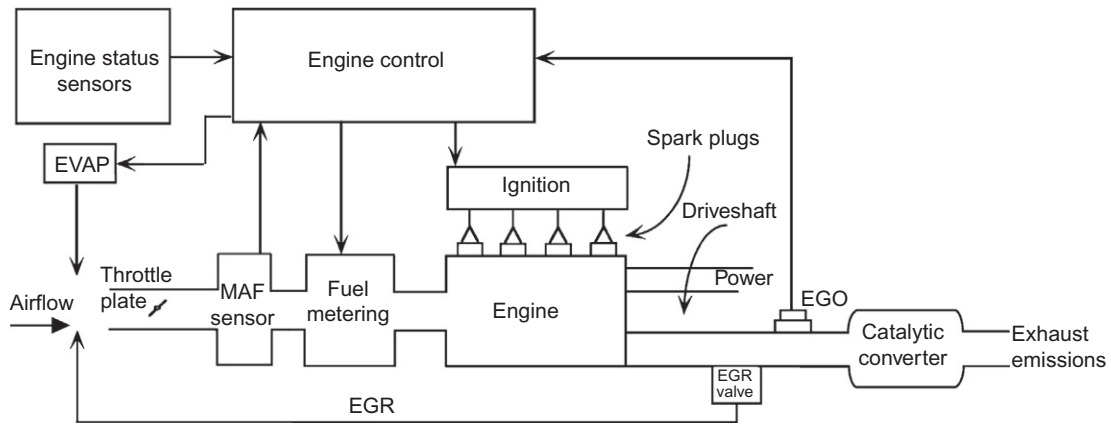 Engine status
sensors
Engine control
EVAP
Ignition
Spark plugs
Driveshaft
Power
Throttle
plate
Airflow
MAF
sensor
Fuel
metering
Engine
EGO
Catalytic
converter
Exhaust
emissions
EGR
valve
EGR